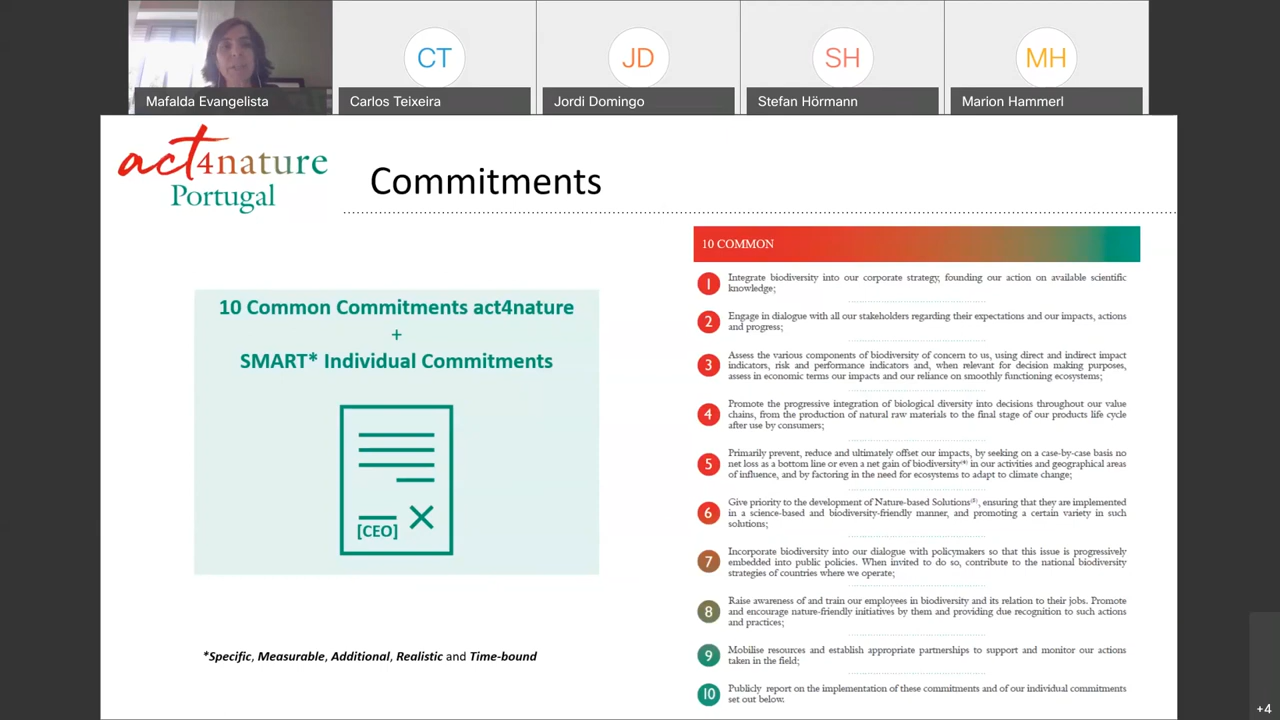 CT
JD
SH
MH
Mafalda Evangelista
Carlos Teixeira
Jordi Domingo
Stefan Hörmann
Marion Hammerl
act4nature
Portugal
Commitments
10 Common Commitments act4nature
+
SMART* Individual Commitments
[CEO]
*Specific, Measurable, Additional, Realistic and Time-bound
10 COMMON
1 Integrate biodiversity into our corporate strategy, founding our action on available scientific
knowledge;
2 Engage in dialogue with all our stakeholders regarding their expectations and our impacts, actions
and progress;
3 Assess the various components of biodiversity of concern to us, using direct and indirect impact
indicators, risk and performance indicators and, when relevant for decision making purposes,
assess in economic terms our impacts and our reliance on smoothly functioning ecosystems;
4 Promote the progressive integration of biological diversity into decisions throughout our value
chains, from the production of natural raw materials to the final stage of our products life cycle
after use by consumers;
5 Primarily prevent, reduce and ultimately offset our impacts, by seeking on a case-by-case basis no
net loss as a bottom line or even a net gain of biodiversity(4) in our activities and geographical areas
of influence, and by factoring in the need for ecosystems to adapt to climate change;
6 Give priority to the development of Nature-based Solutions(5), ensuring that they are implemented
in a science-based and biodiversity-friendly manner, and promoting a certain variety in such
solutions;
7 Incorporate biodiversity into our dialogue with policymakers so that this issue is progressively
embedded into public policies. When invited to do so, contribute to the national biodiversity
strategies of countries where we operate;
8 Raise awareness of and train our employees in biodiversity and its relation to their jobs. Promote
and encourage nature-friendly initiatives by them and providing due recognition to such actions
and practices;
9 Mobilise resources and establish appropriate partnerships to support and monitor our actions
taken in the field;
10 Publicly report on the implementation of these commitments and of our individual commitments
set out below.
+4